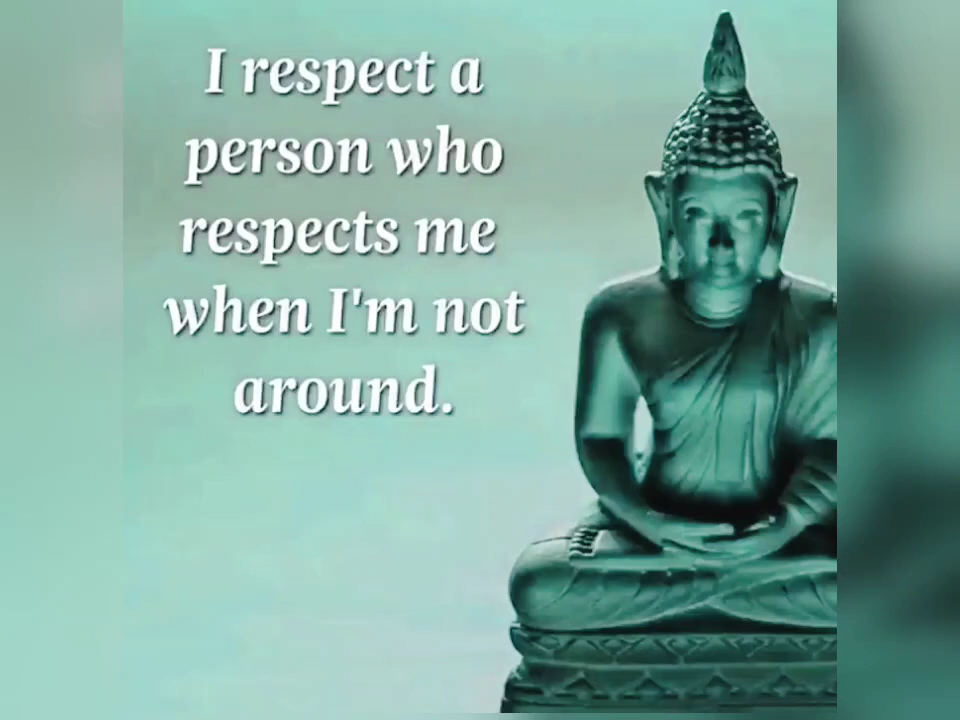 I respect a
person who
respects me
when I'm not
around.